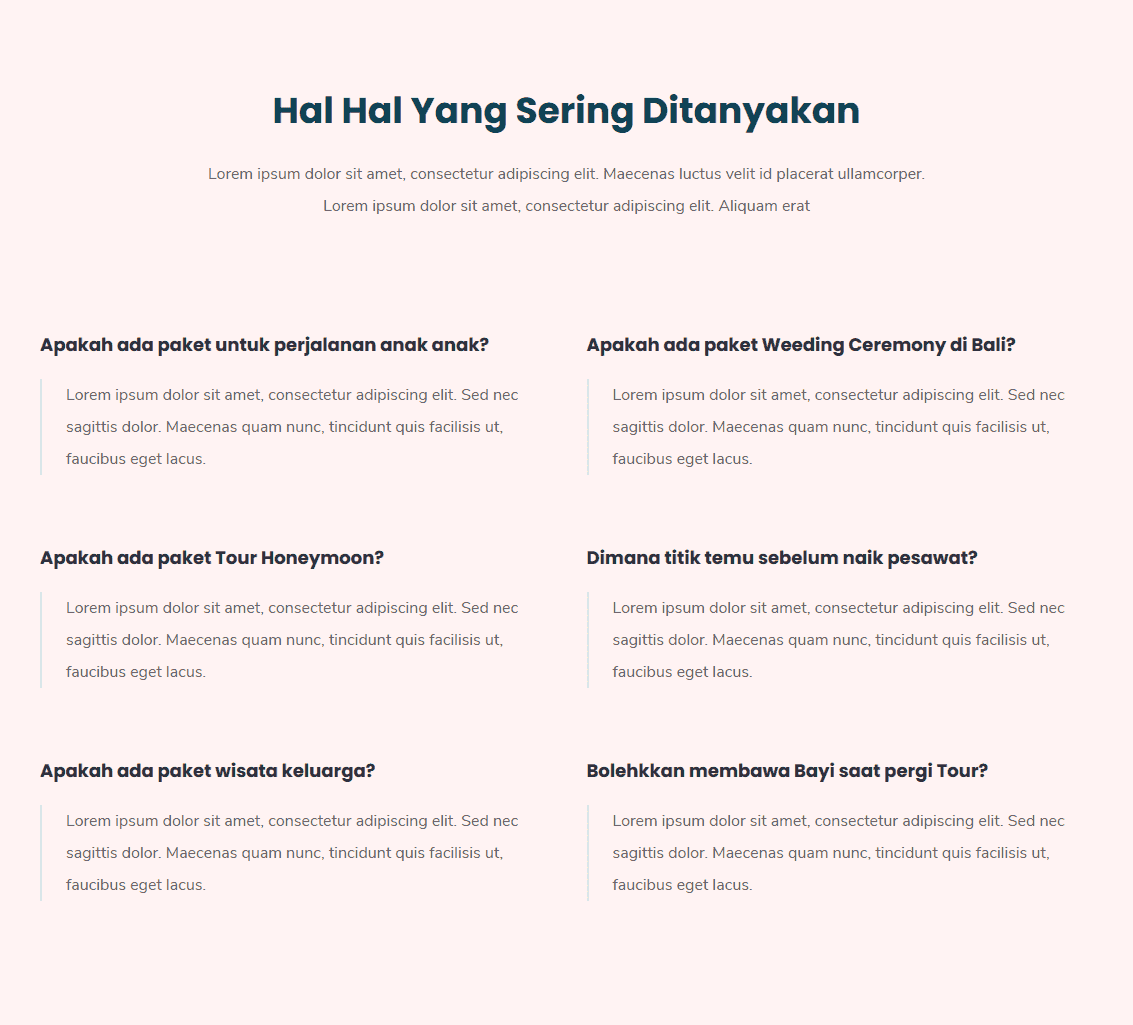 Hal Hal Yang Sering Ditanyakan
Lorem ipsum dolor sit amet, consectetur adipiscing elit. Maecenas luctus velit id placerat ullamcorper.
Lorem ipsum dolor sit amet, consectetur adipiscing elit. Aliquam erat
Apakah ada paket untuk perjalanan anak anak?
Lorem ipsum dolor sit amet, consectetur adipiscing elit. Sed nec
sagittis dolor. Maecenas quam nunc, tincidunt quis facilisis ut,
faucibus eget lacus.
Apakah ada paket Weeding Ceremony di Bali?
Lorem ipsum dolor sit amet, consectetur adipiscing elit. Sed nec
sagittis dolor. Maecenas quam nunc, tincidunt quis facilisis ut,
faucibus eget lacus.
Apakah ada paket Tour Honeymoon?
Lorem ipsum dolor sit amet, consectetur adipiscing elit. Sed nec
sagittis dolor. Maecenas quam nunc, tincidunt quis facilisis ut,
faucibus eget lacus.
Dimana titik temu sebelum naik pesawat?
Lorem ipsum dolor sit amet, consectetur adipiscing elit. Sed nec
sagittis dolor. Maecenas quam nunc, tincidunt quis facilisis ut,
faucibus eget lacus.
Apakah ada paket wisata keluarga?
Lorem ipsum dolor sit amet, consectetur adipiscing elit. Sed nec
sagittis dolor. Maecenas quam nunc, tincidunt quis facilisis ut,
faucibus eget lacus.
Bolehkkan membawa Bayi saat pergi Tour?
Lorem ipsum dolor sit amet, consectetur adipiscing elit. Sed nec
sagittis dolor. Maecenas quam nunc, tincidunt quis facilisis ut,
faucibus eget lacus.